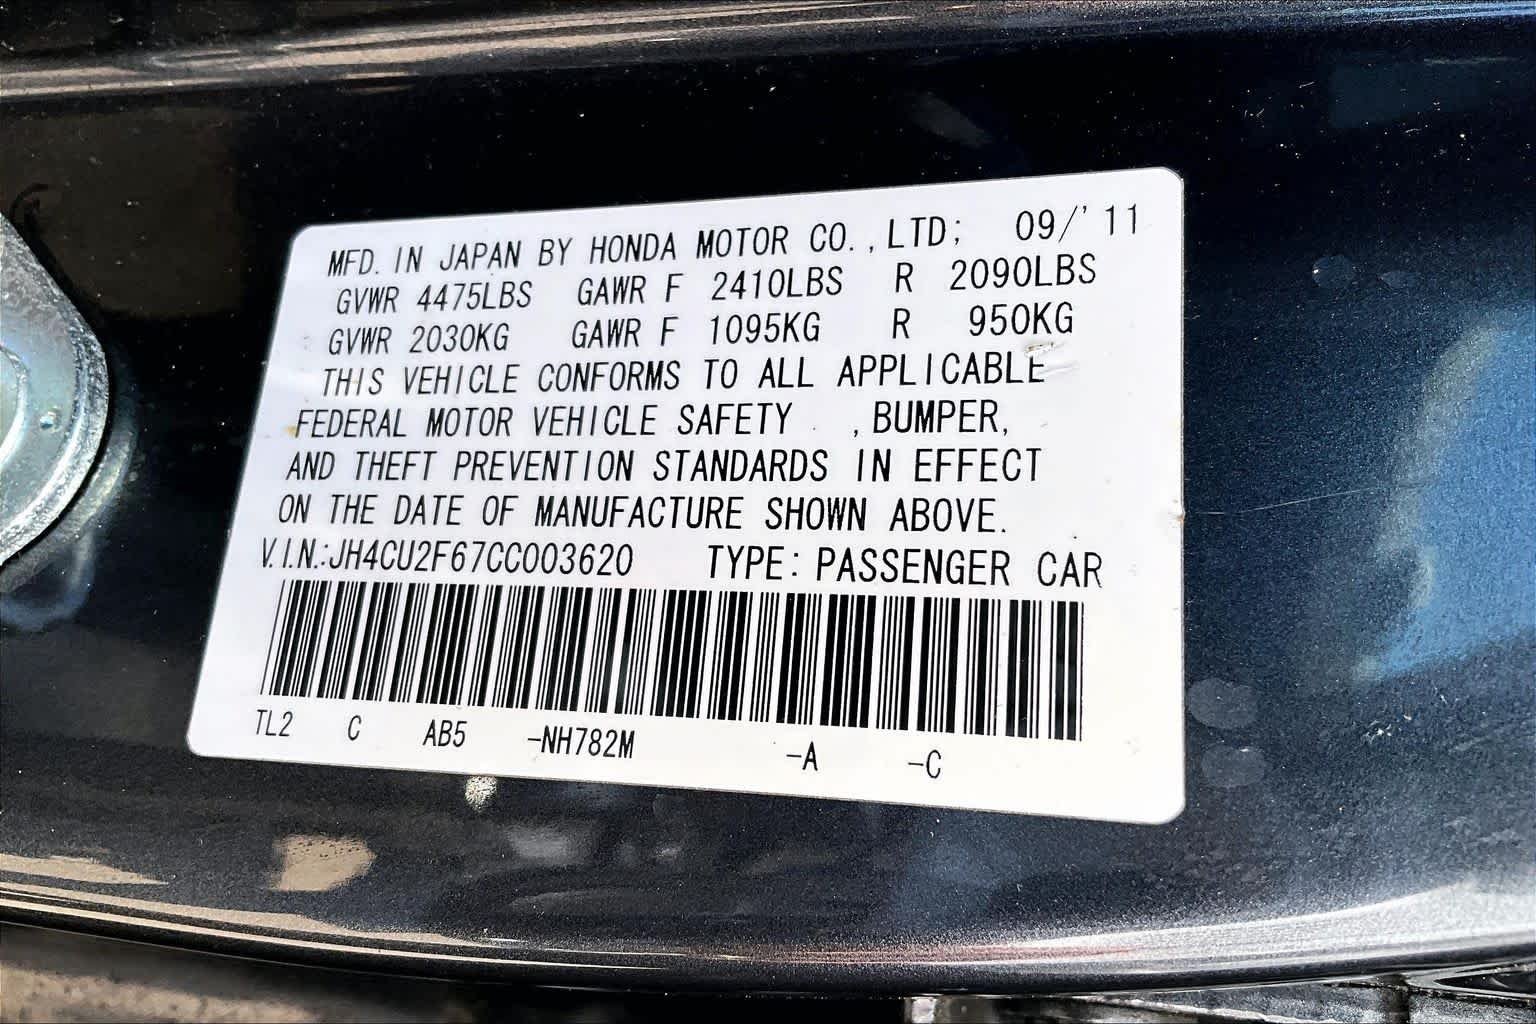 MFD. IN JAPAN BY HONDA MOTOR CO., LTD; 09/'11
GVWR 4475LBS GAWR F 2410LBS R 2090LBS
GVWR 2030KG GAWR F 1095KG R 950KG
THIS VEHICLE CONFORMS TO ALL APPLICABLE
FEDERAL MOTOR VEHICLE SAFETY , BUMPER,
AND THEFT PREVENTION STANDARDS IN EFFECT
ON THE DATE OF MANUFACTURE SHOWN ABOVE.
V.I.N.:JH4CU2F67CC003620 TYPE: PASSENGER CAR
TL2 C AB5 -NH782M -A -C